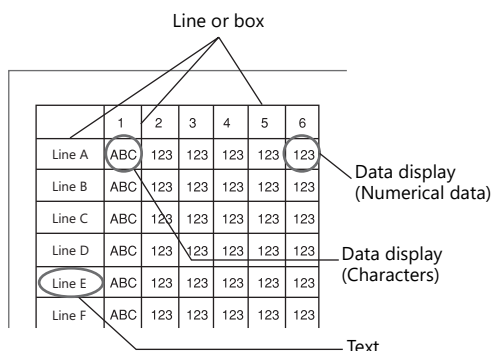 Line or box
1 2 3 4 5 6
Line A ABC 123 123 123 123 123
Data display
(Numerical data)
Line B ABC 123 123 123 123 123
Line C ABC 123 123 123 123 123
Line D ABC 123 123 123 123 123
Data display
(Characters)
Line E ABC 123 123 123 123 123
Line F ABC 123 123 123 123 123
Text